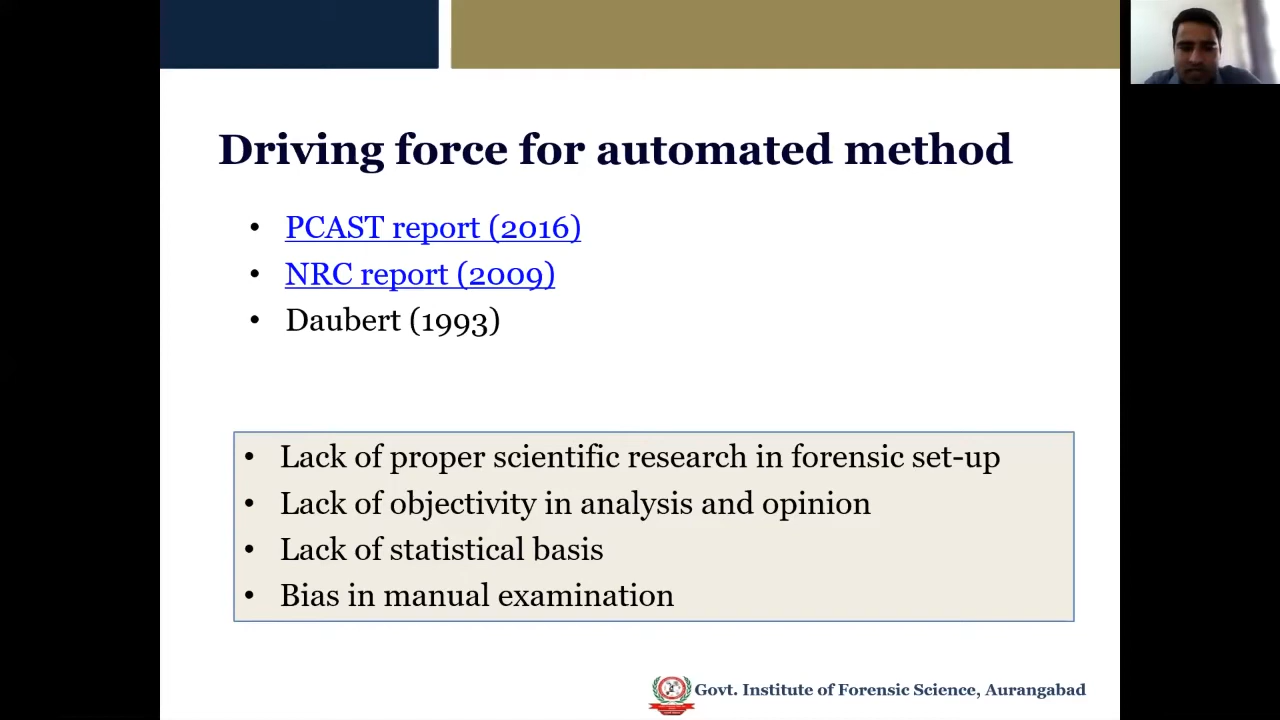 Driving force for automated method
• PCAST report (2016)
• NRC report (2009)
• Daubert (1993)
• Lack of proper scientific research in forensic set-up
• Lack of objectivity in analysis and opinion
• Lack of statistical basis
• Bias in manual examination
Govt. Institute of Forensic Science, Aurangabad